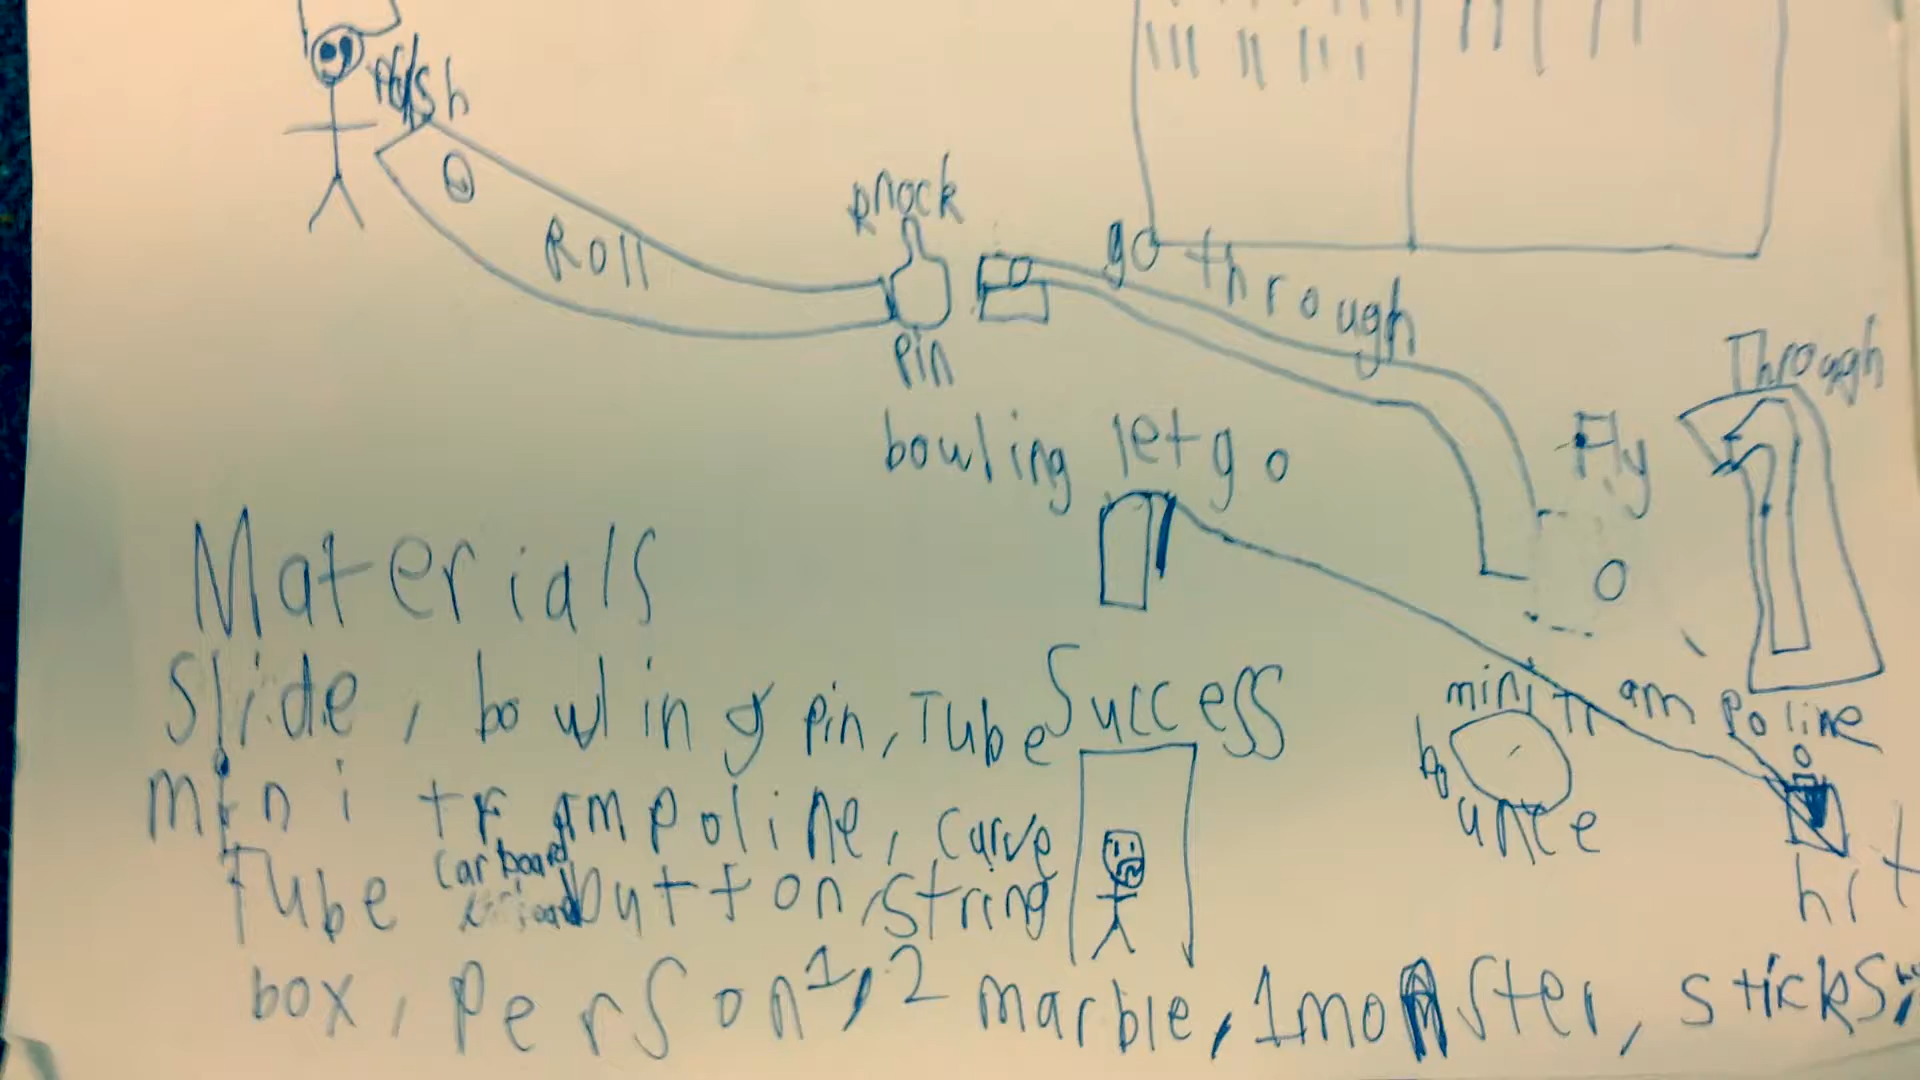 Push
Roll
knock
pin
bowling
go through
Fly
Through
let go
mini trampoline
bounce
hit
Success
Materials
Slide, bowling pin, Tube
mini trampoline, curve
Tube carboard button, string
box, Person 1, 2 marble, 1 monster, sticks,